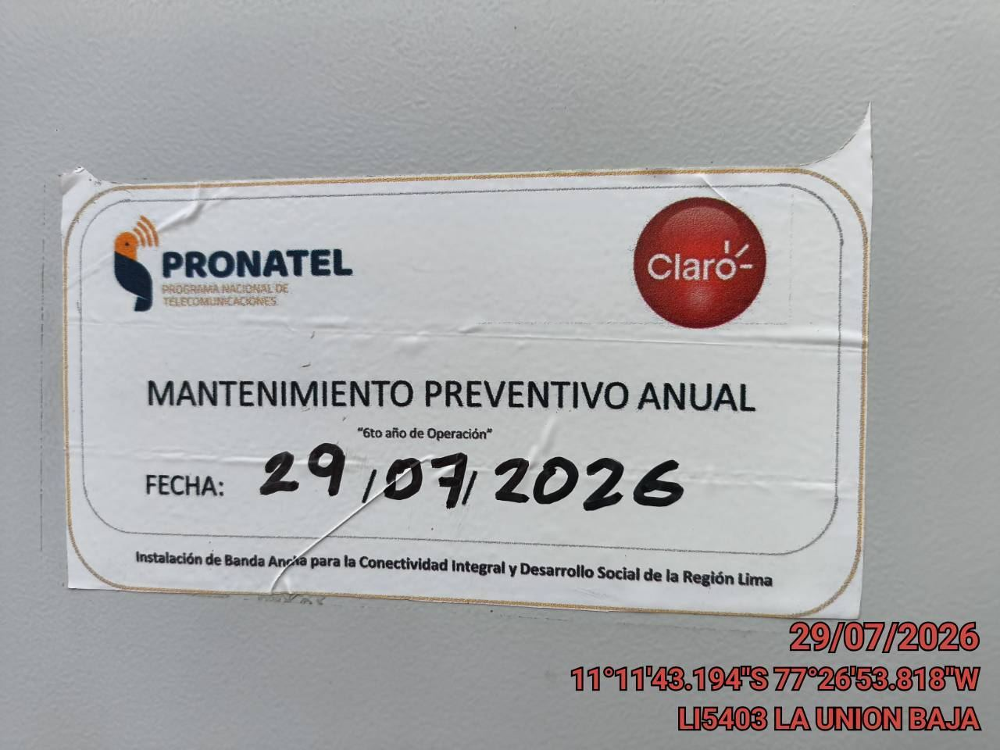 PRONATEL
PROGRAMA NACIONAL DE
TELECOMUNICACIONES
Claro
MANTENIMIENTO PREVENTIVO ANUAL
"6to año de Operación"
FECHA: 29/07/2026
Instalación de Banda Ancha para la Conectividad Integral y Desarrollo Social de la Región Lima
29/07/2026
11°11'43.194"S 77°26'53.818"W
LI5403 LA UNION BAJA